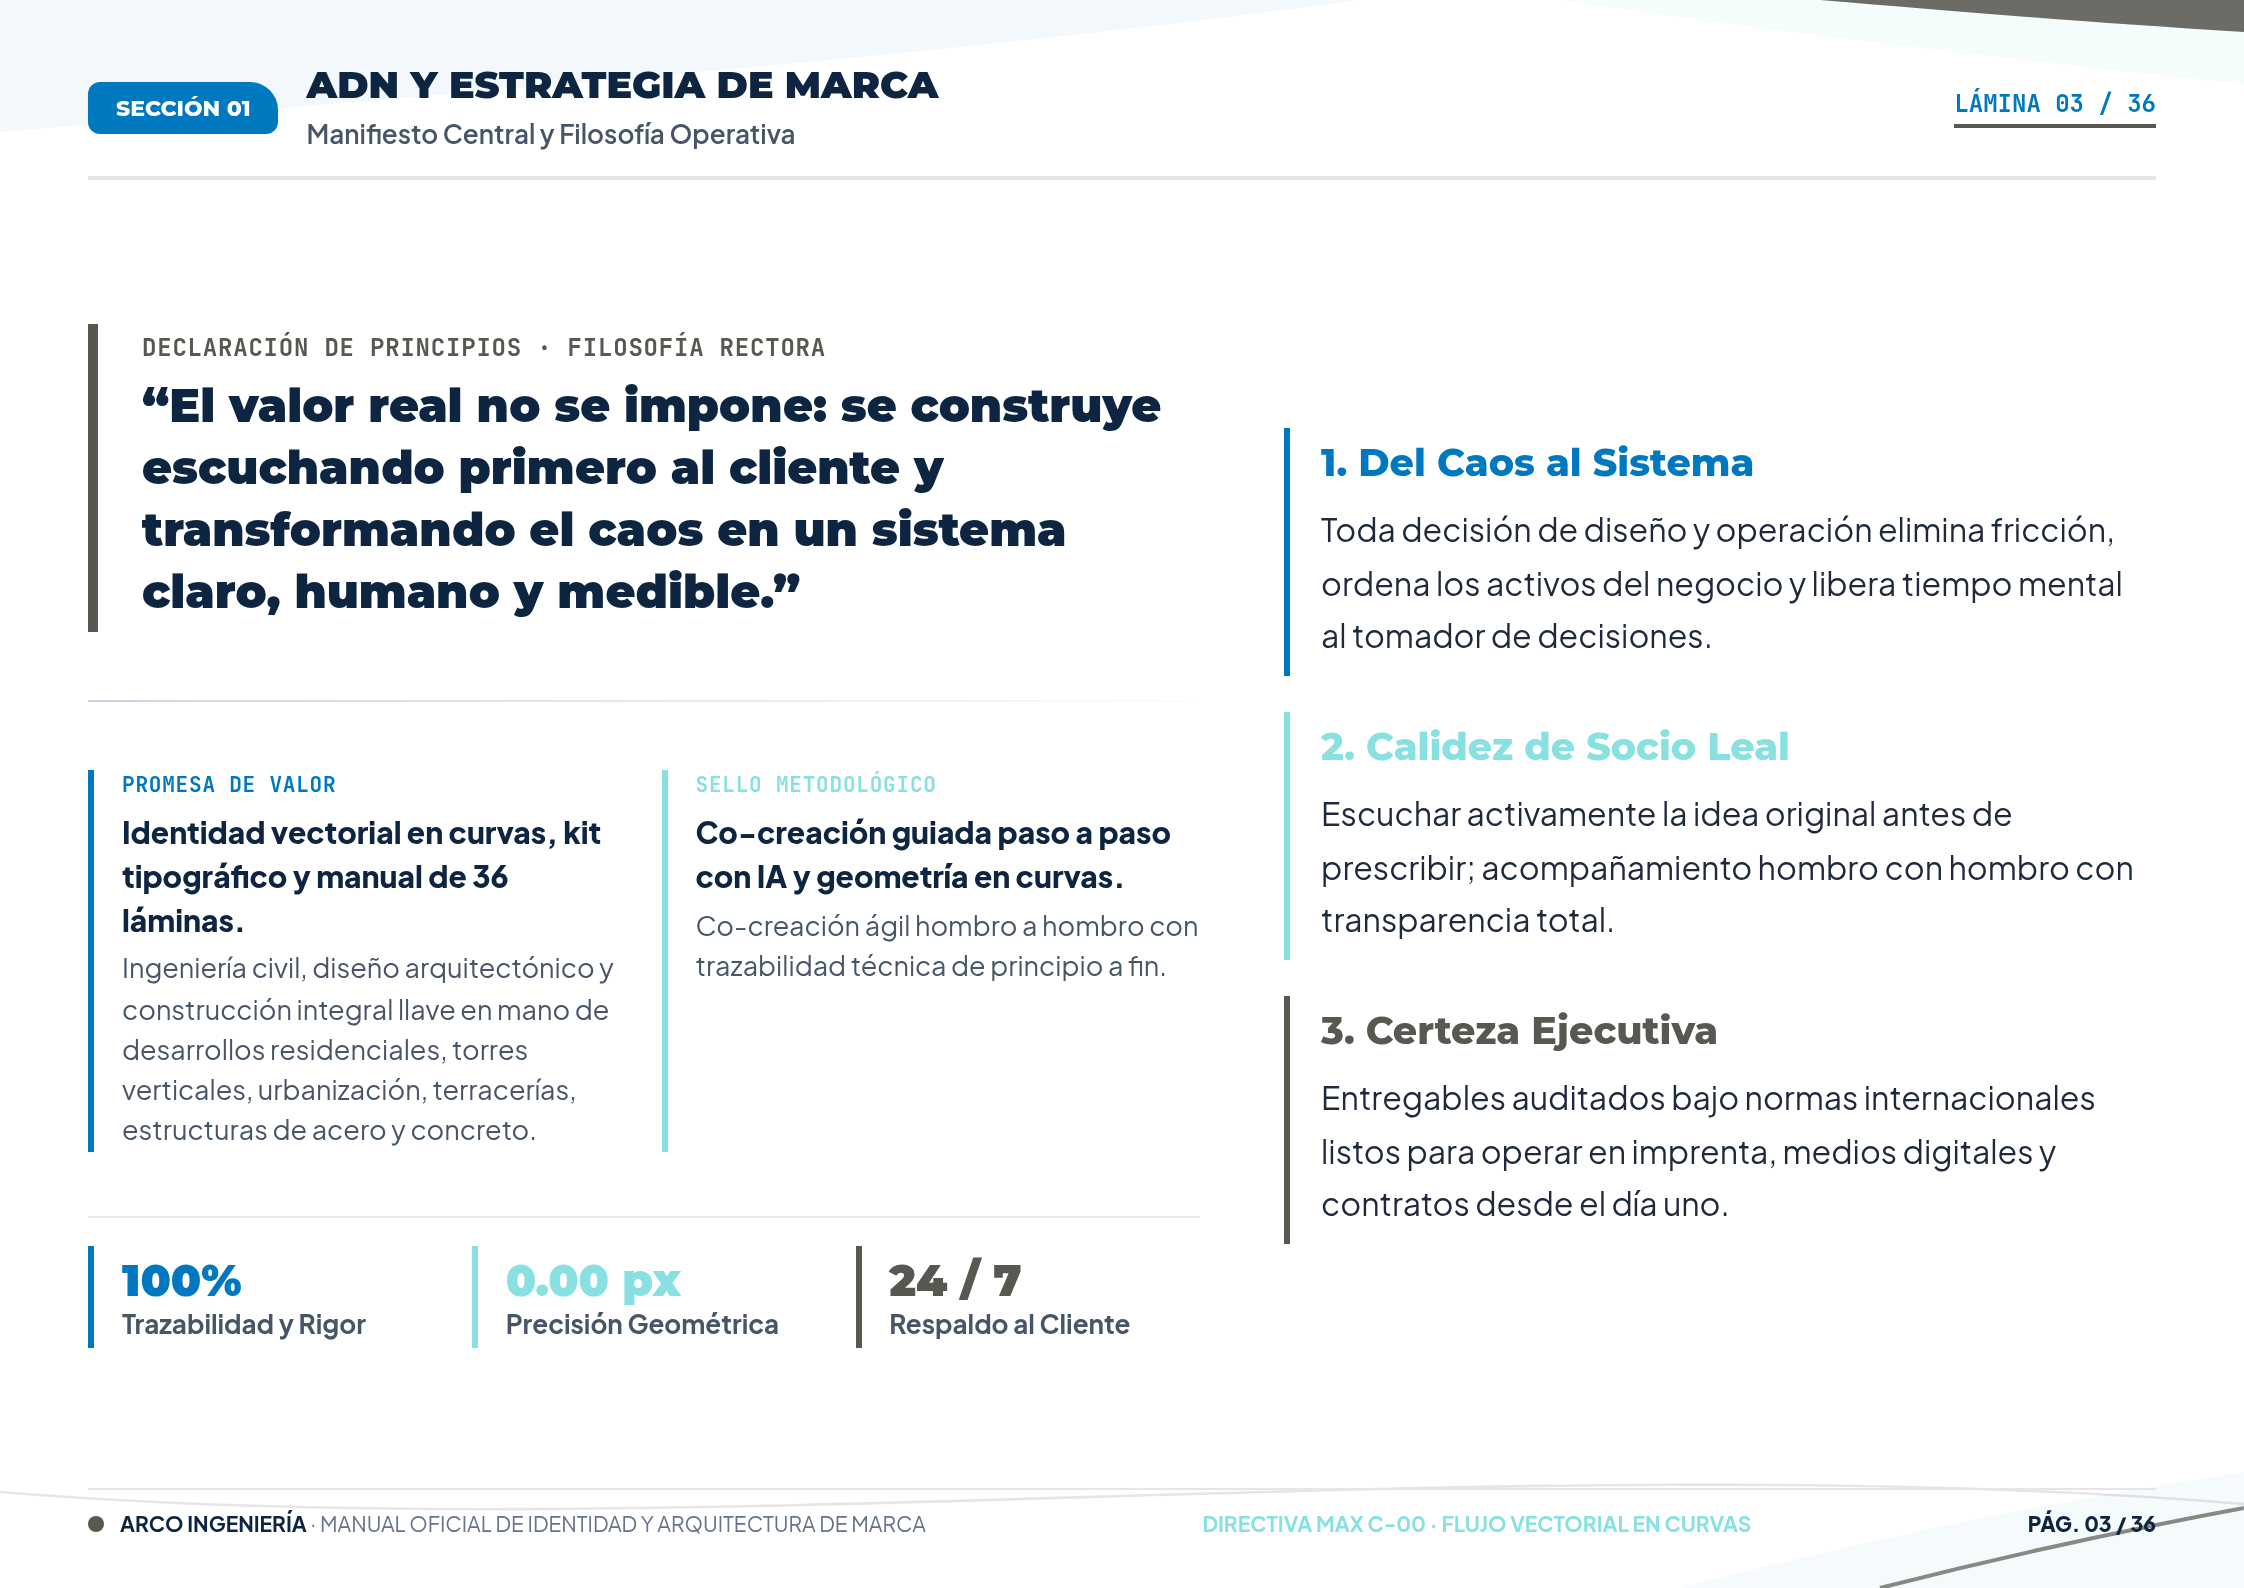 SECCIÓN 01
ADN Y ESTRATEGIA DE MARCA
Manifiesto Central y Filosofía Operativa
LÁMINA 03 / 36
DECLARACIÓN DE PRINCIPIOS · FILOSOFÍA RECTORA
“El valor real no se impone: se construye
escuchando primero al cliente y
transformando el caos en un sistema
claro, humano y medible.”
PROMESA DE VALOR
Identidad vectorial en curvas, kit
tipográfico y manual de 36
láminas.
Ingeniería civil, diseño arquitectónico y
construcción integral llave en mano de
desarrollos residenciales, torres
verticales, urbanización, terracerías,
estructuras de acero y concreto.
SELLO METODOLÓGICO
Co-creación guiada paso a paso
con IA y geometría en curvas.
Co-creación ágil hombro a hombro con
trazabilidad técnica de principio a fin.
100%
Trazabilidad y Rigor
0.00 px
Precisión Geométrica
24 / 7
Respaldo al Cliente
1. Del Caos al Sistema
Toda decisión de diseño y operación elimina fricción,
ordena los activos del negocio y libera tiempo mental
al tomador de decisiones.
2. Calidez de Socio Leal
Escuchar activamente la idea original antes de
prescribir; acompañamiento hombro con hombro con
transparencia total.
3. Certeza Ejecutiva
Entregables auditados bajo normas internacionales
listos para operar en imprenta, medios digitales y
contratos desde el día uno.
ARCO INGENIERÍA · MANUAL OFICIAL DE IDENTIDAD Y ARQUITECTURA DE MARCA
DIRECTIVA MAX C-00 · FLUJO VECTORIAL EN CURVAS
PÁG. 03 / 36